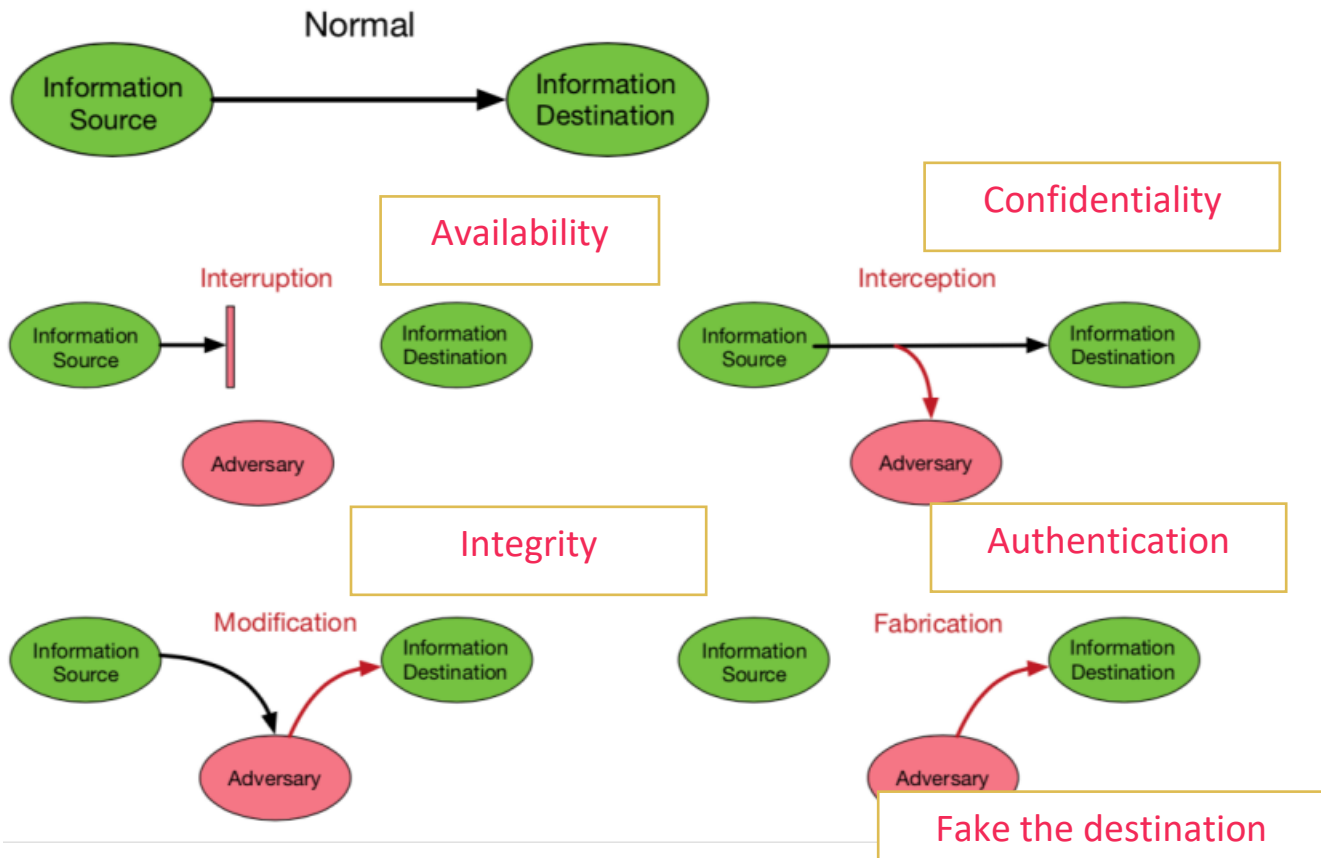 Normal
Information
Source
Information
Destination
Availability
Confidentiality
Interruption
Interception
Information
Source
Information
Destination
Information
Source
Information
Destination
Adversary
Adversary
Integrity
Authentication
Modification
Fabrication
Information
Source
Information
Destination
Information
Source
Information
Destination
Adversary
Adversary
Fake the destination